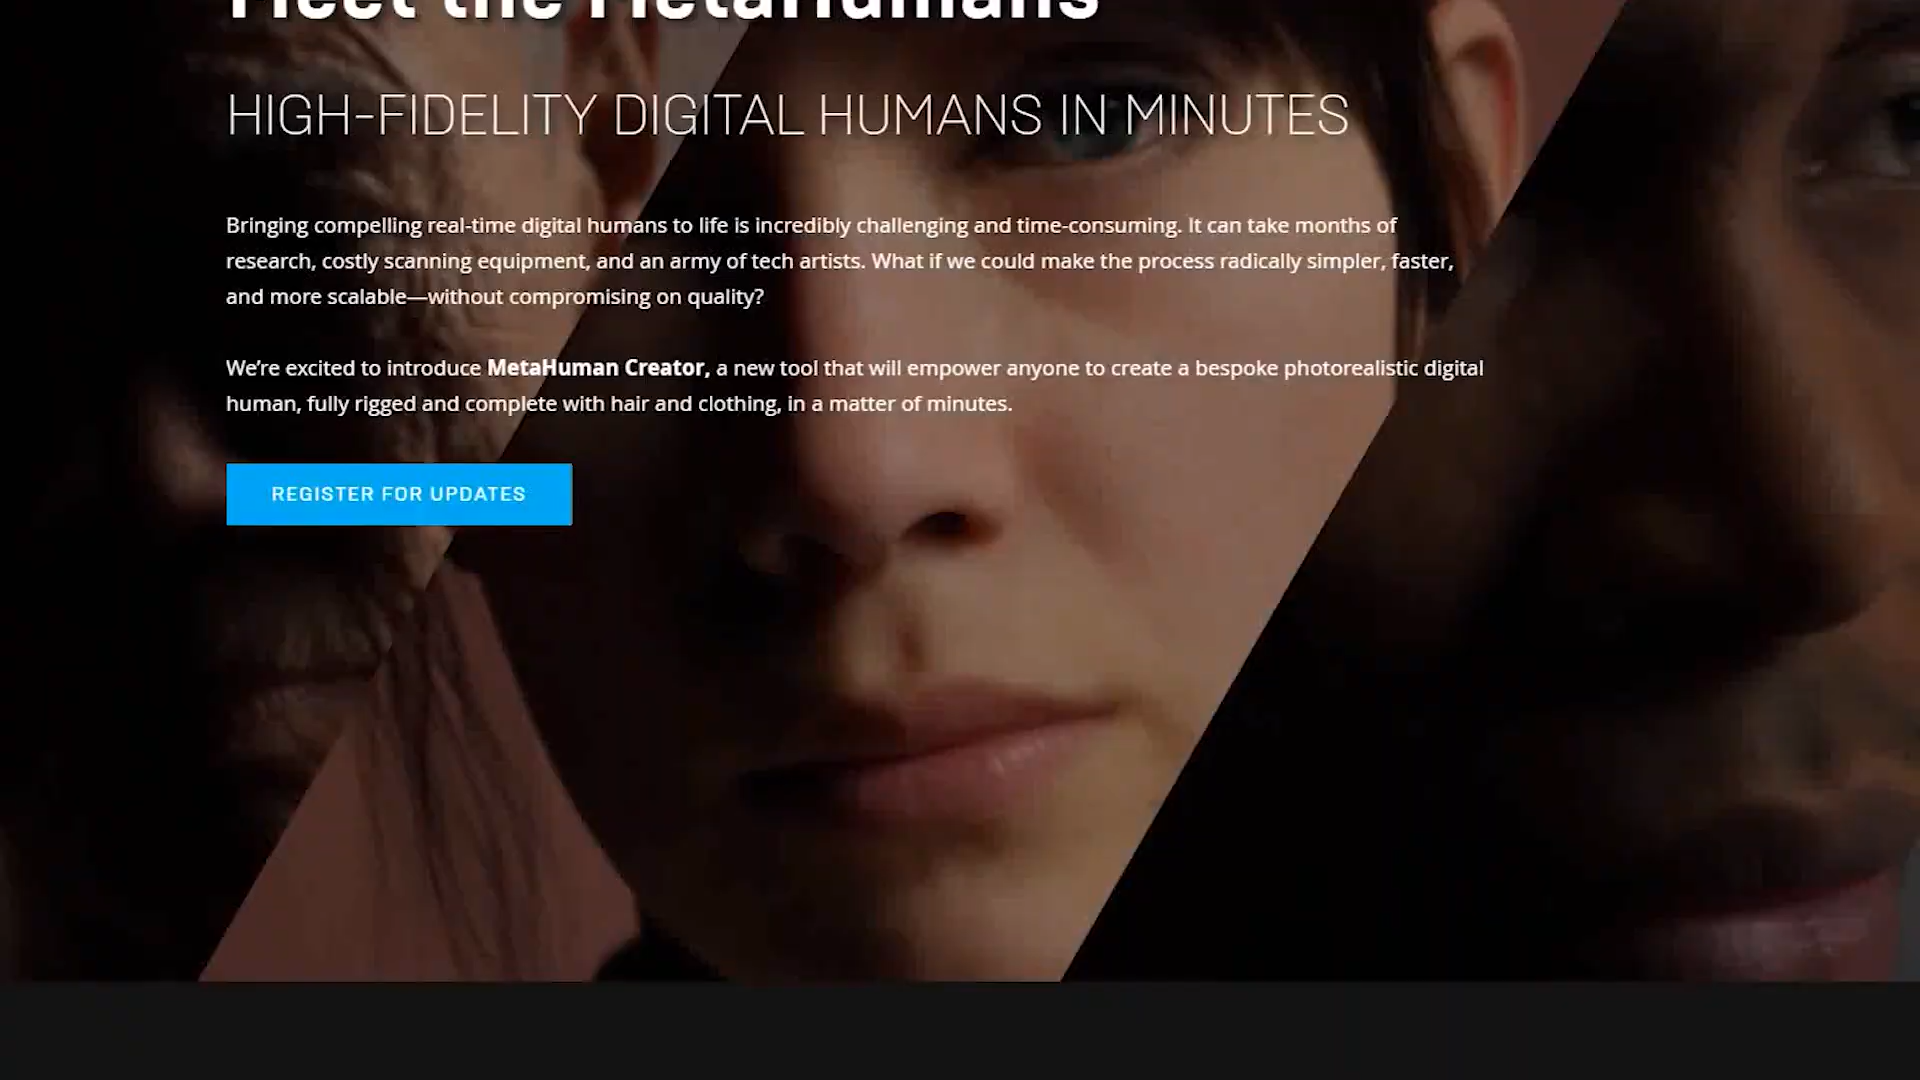 Meet the MetaHumans
HIGH-FIDELITY DIGITAL HUMANS IN MINUTES
Bringing compelling real-time digital humans to life is incredibly challenging and time-consuming. It can take months of
research, costly scanning equipment, and an army of tech artists. What if we could make the process radically simpler, faster,
and more scalable—without compromising on quality?
We’re excited to introduce MetaHuman Creator, a new tool that will empower anyone to create a bespoke photorealistic digital
human, fully rigged and complete with hair and clothing, in a matter of minutes.
REGISTER FOR UPDATES